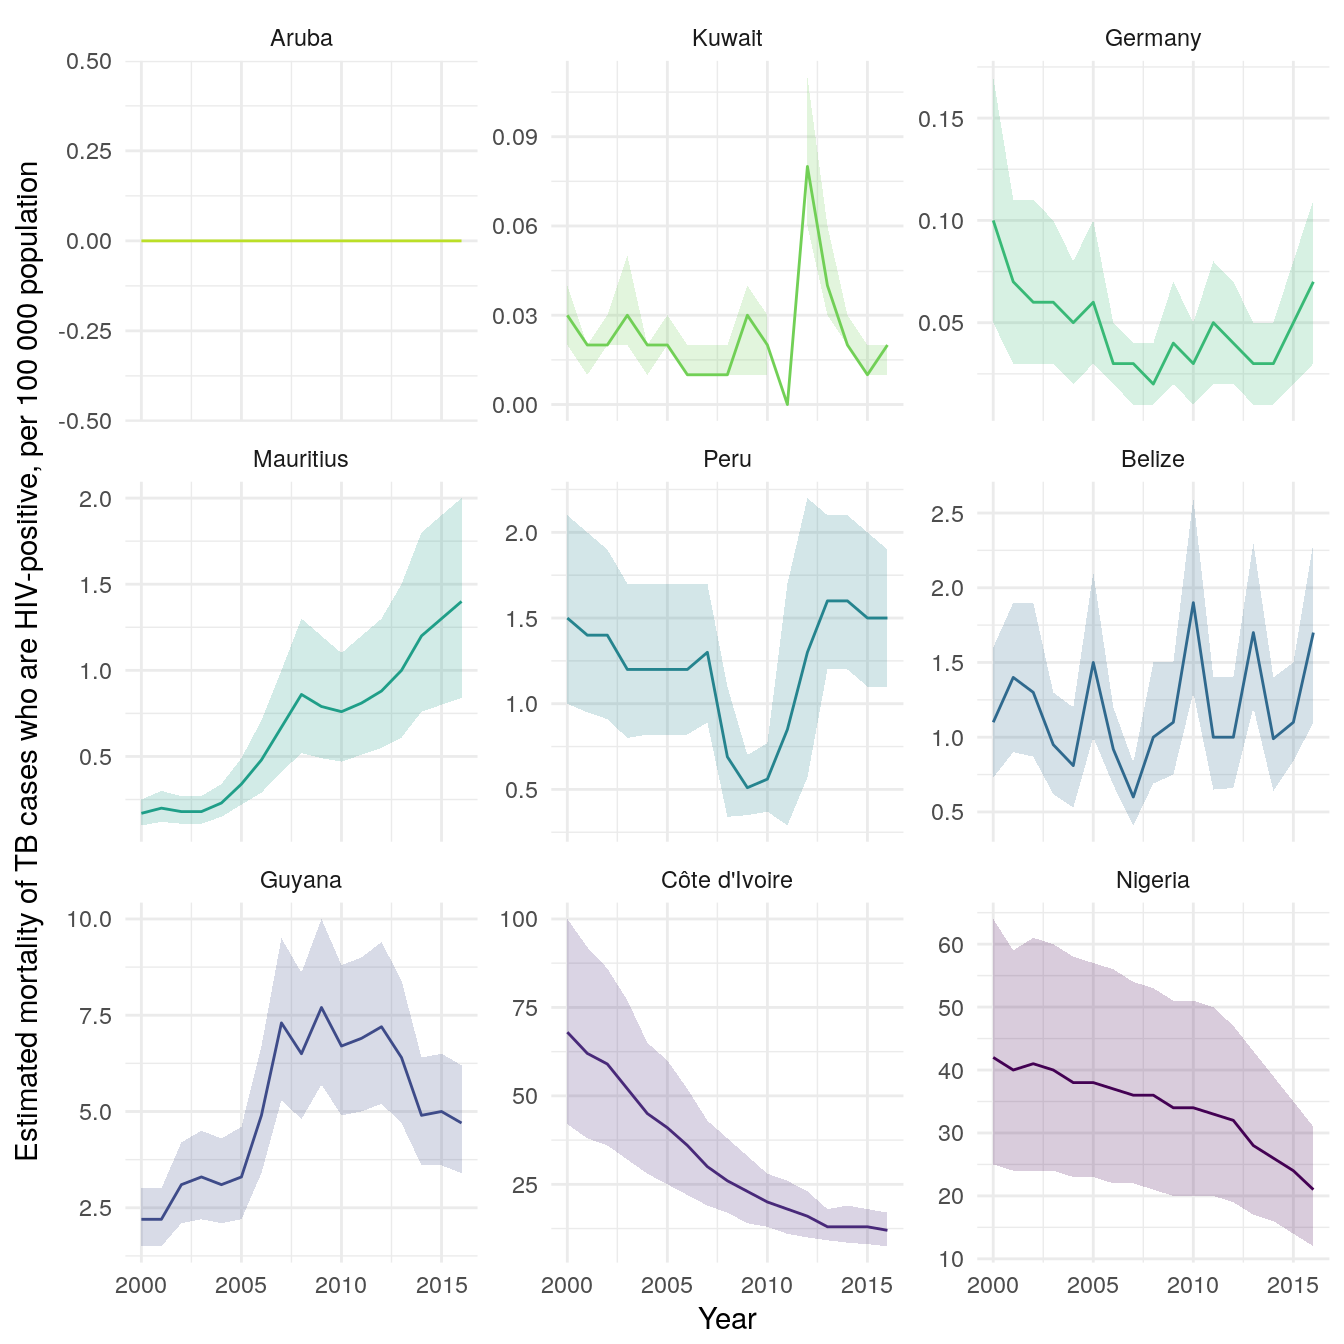 Estimated mortality of TB cases who are HIV-positive, per 100 000 population
Aruba
0.50
0.25
0.00
-0.25
-0.50
Kuwait
0.09
0.06
0.03
0.00
Germany
0.15
0.10
0.05
Mauritius
2.0
1.5
1.0
0.5
Peru
2.0
1.5
1.0
0.5
Belize
2.5
2.0
1.5
1.0
0.5
Guyana
10.0
7.5
5.0
2.5
2000 2005 2010 2015
Côte d'Ivoire
100
75
50
25
2000 2005 2010 2015
Nigeria
60
50
40
30
20
10
2000 2005 2010 2015
Year